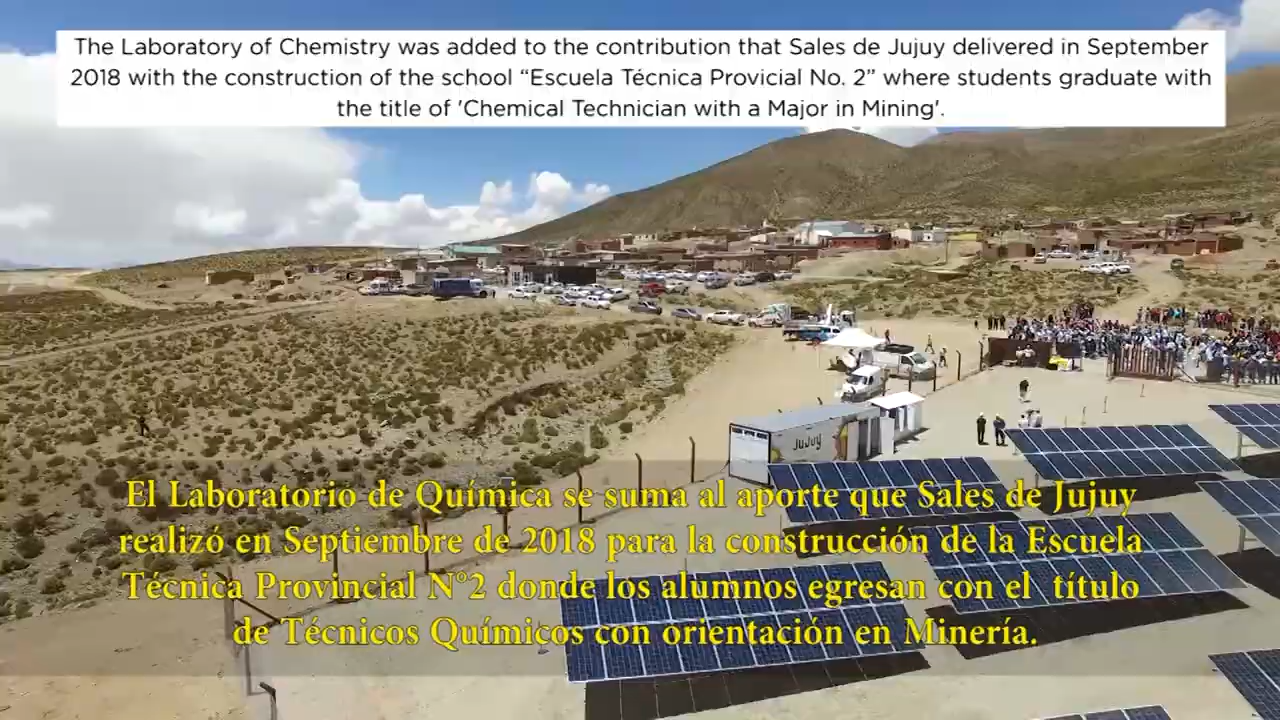 The Laboratory of Chemistry was added to the contribution that Sales de Jujuy delivered in September
2018 with the construction of the school “Escuela Técnica Provicial No. 2” where students graduate with
the title of 'Chemical Technician with a Major in Mining'.
JuJuy
El Laboratorio de Química se suma al aporte que Sales de Jujuy
realizó en Septiembre de 2018 para la construcción de la Escuela
Técnica Provincial N°2 donde los alumnos egresan con el título
de Técnicos Químicos con orientación en Minería.